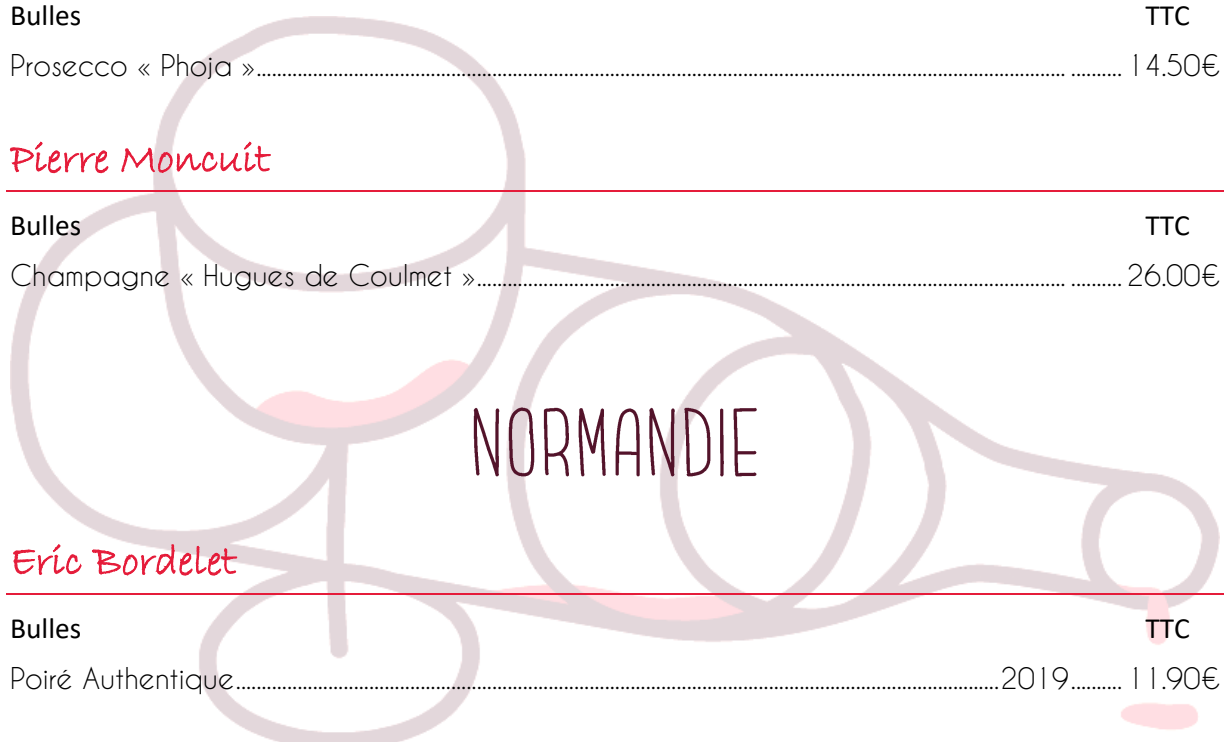 Bulles TTC
Prosecco « Phoja ».......... 14.50€
Pierre Moncuit
Bulles TTC
Champagne « Hugues de Coulmet ».......... 26.00€
NORMANDIE
Eric Bordelet
Bulles TTC
Poiré Authentique..........2019.......... 11.90€